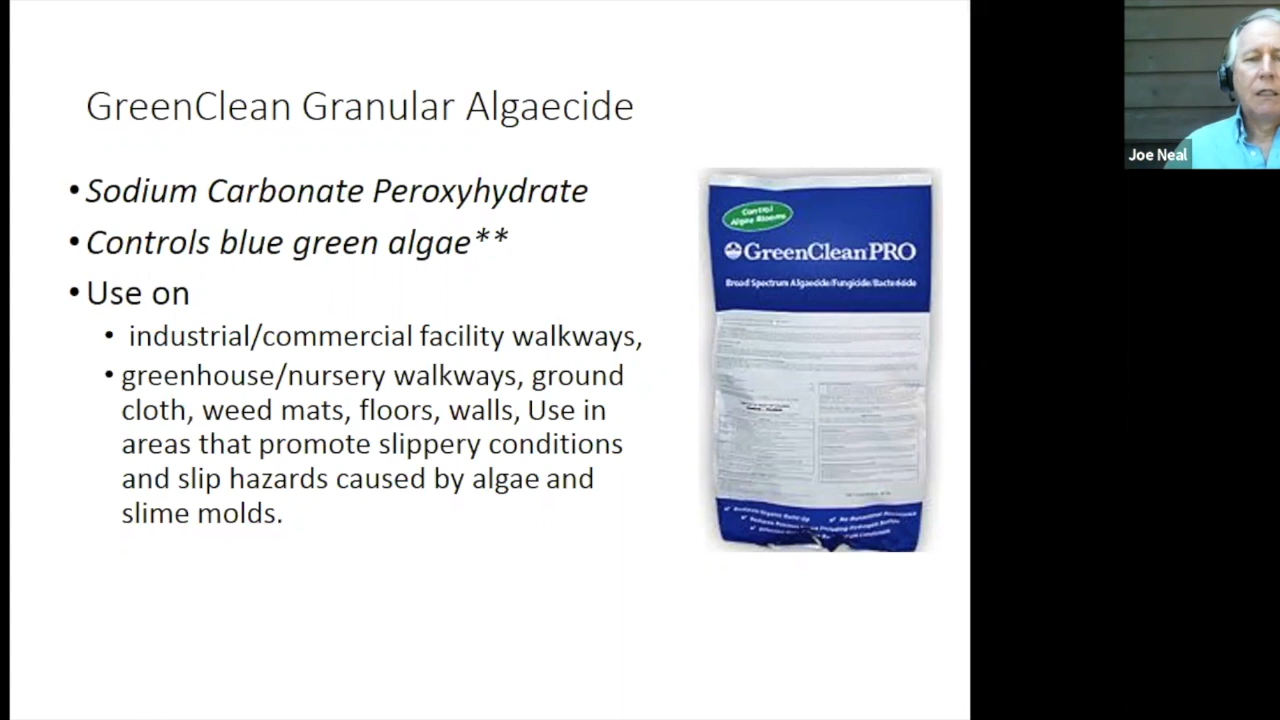 GreenClean Granular Algaecide
• Sodium Carbonate Peroxyhydrate
• Controls blue green algae**
• Use on
• industrial/commercial facility walkways,
• greenhouse/nursery walkways, ground
cloth, weed mats, floors, walls, Use in
areas that promote slippery conditions
and slip hazards caused by algae and
slime molds.
Control
Algae Blooms
GreenClean PRO
Broad Spectrum Algaecide/Fungicide/Bactericide
Joe Neal